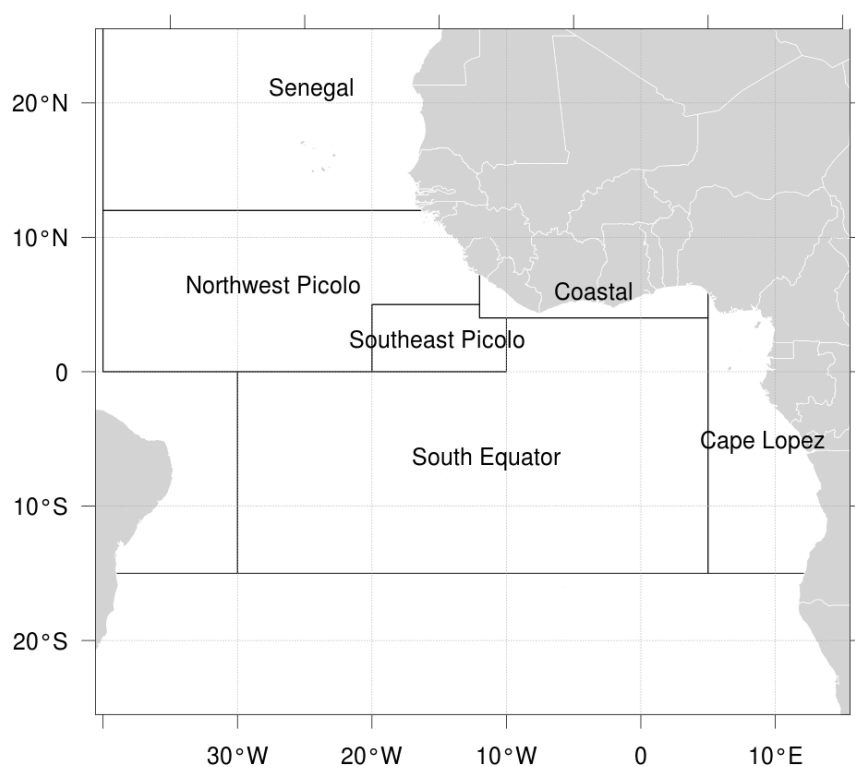 Senegal
20°N
10°N
Northwest Picolo
Coastal
Southeast Picolo
0
Cape Lopez
South Equator
10°S
20°S
30°W
20°W
10°W
0
10°E